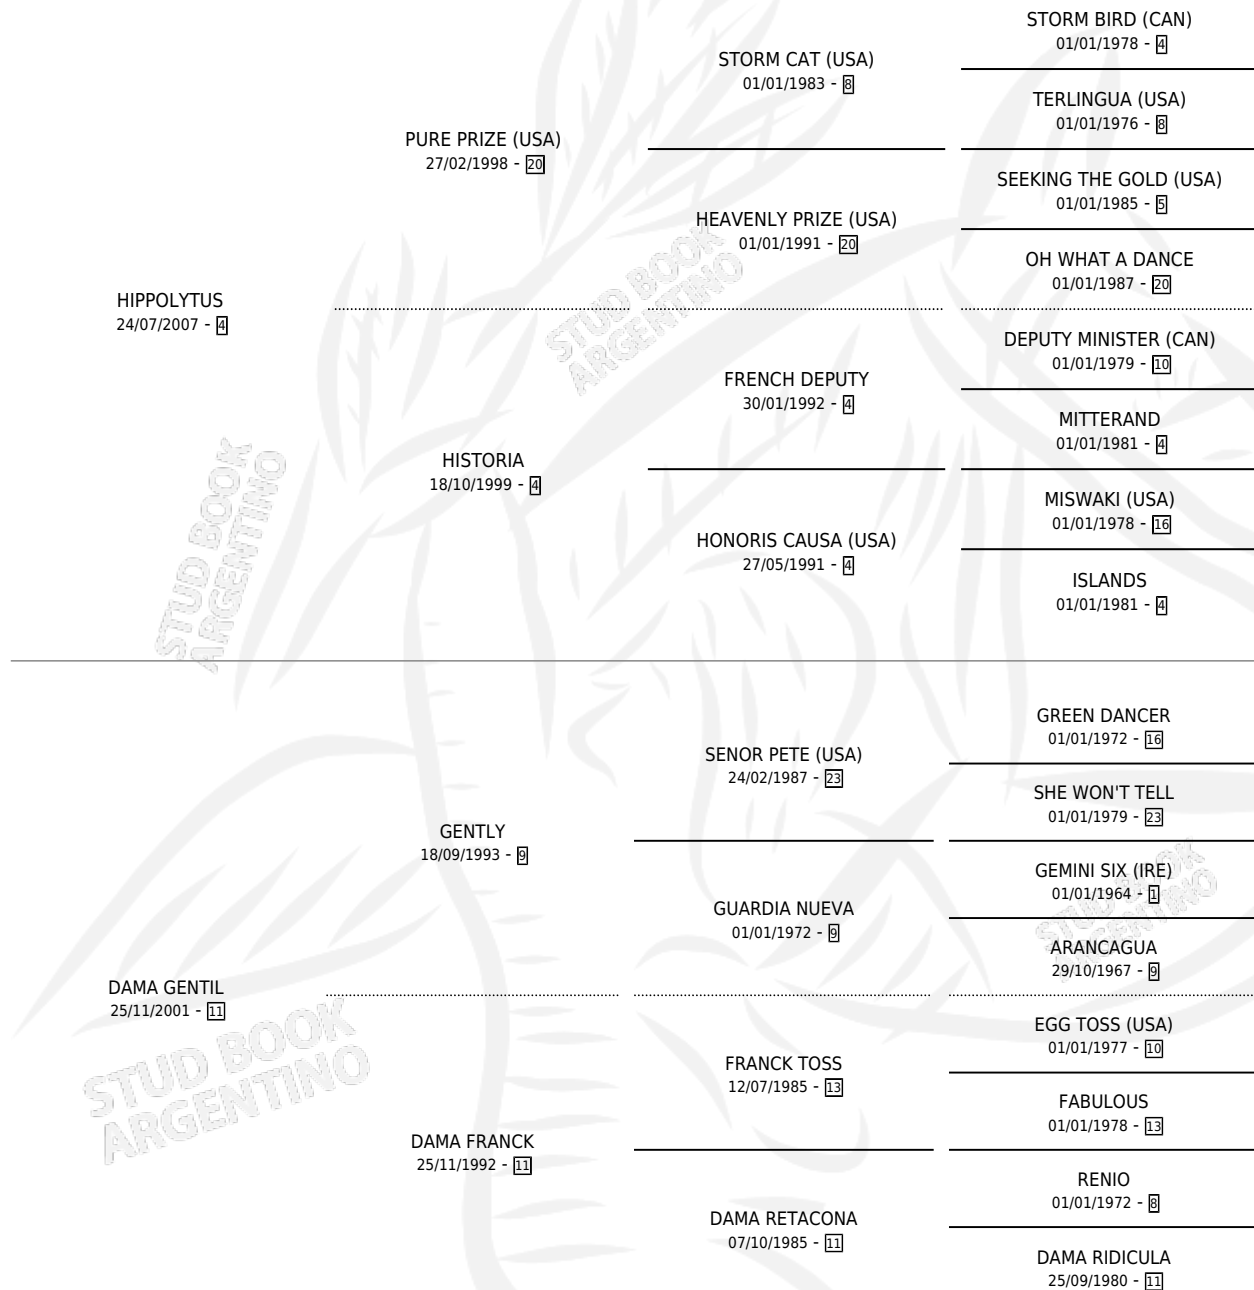 STORM BIRD (CAN)
01/01/1978 - 4
STORM CAT (USA)
01/01/1983 - 8
TERLINGUA (USA)
01/01/1976 - 8
PURE PRIZE (USA)
27/02/1998 - 20
SEEKING THE GOLD (USA)
01/01/1985 - 5
HEAVENLY PRIZE (USA)
01/01/1991 - 20
OH WHAT A DANCE
01/01/1987 - 20
HIPPOLYTUS
24/07/2007 - 4
DEPUTY MINISTER (CAN)
01/01/1979 - 10
FRENCH DEPUTY
30/01/1992 - 4
MITTERAND
01/01/1981 - 4
HISTORIA
18/10/1999 - 4
MISWAKI (USA)
01/01/1978 - 16
HONORIS CAUSA (USA)
27/05/1991 - 4
ISLANDS
01/01/1981 - 4
GREEN DANCER
01/01/1972 - 16
SENOR PETE (USA)
24/02/1987 - 23
SHE WON'T TELL
01/01/1979 - 23
GENTLY
18/09/1993 - 9
GEMINI SIX (IRE)
01/01/1964 - 1
GUARDIA NUEVA
01/01/1972 - 9
ARANCAGUA
29/10/1967 - 9
DAMA GENTIL
25/11/2001 - 11
EGG TOSS (USA)
01/01/1977 - 10
FRANCK TOSS
12/07/1985 - 13
FABULOUS
01/01/1978 - 13
DAMA FRANCK
25/11/1992 - 11
RENIO
01/01/1972 - 8
DAMA RETACONA
07/10/1985 - 11
DAMA RIDICULA
25/09/1980 - 11
STUD BOOK
ARGENTINO
STUD BOOK
ARGENTINO
STUD BOOK
ARGENTINO
STUD BOOK
ARGENTINO